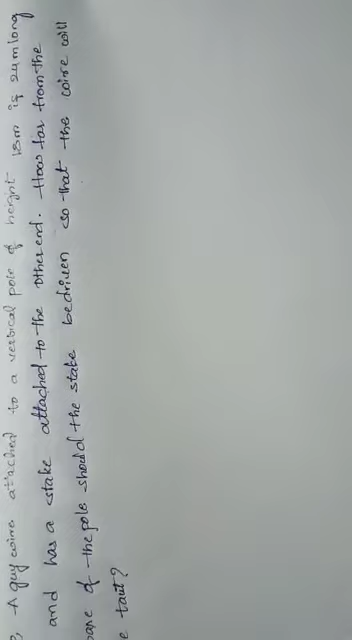 A guy wire attached to a vertical pole of height 18m is 24m long
and has a stake attached to the other end. How far from the
base of the pole should the stake be driven so that the wire will
e taut?